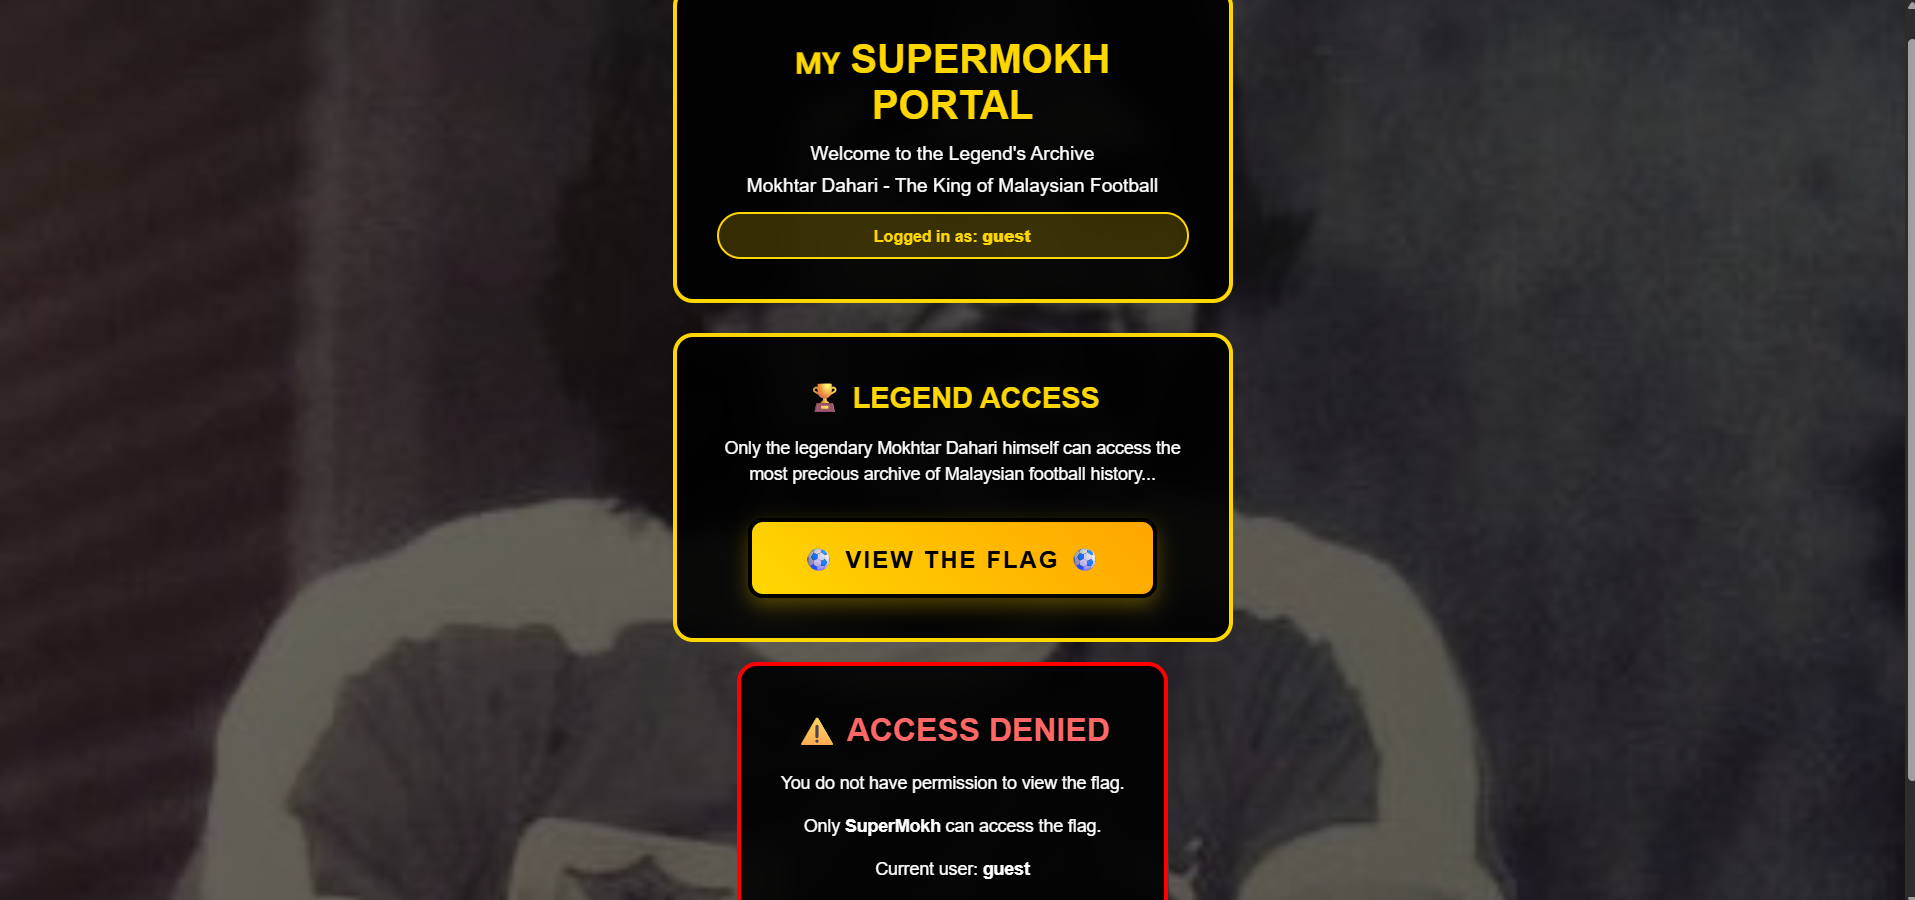 MY SUPERMOKH
PORTAL
Welcome to the Legend's Archive
Mokhtar Dahari - The King of Malaysian Football
Logged in as: guest
LEGEND ACCESS
Only the legendary Mokhtar Dahari himself can access the
most precious archive of Malaysian football history...
VIEW THE FLAG
ACCESS DENIED
You do not have permission to view the flag.
Only SuperMokh can access the flag.
Current user: guest